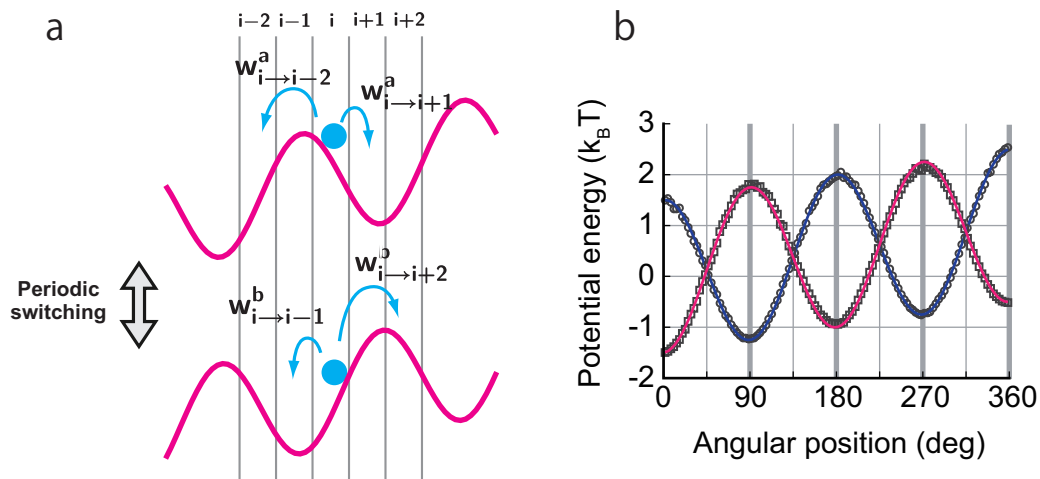 a
i−2 i−1 i i+1 i+2
w^a_{i→i−2}
w^a_{i→i+1}
Periodic
switching
w^b_{i→i+2}
w^b_{i→i−1}
b
Potential energy (k_BT)
3
2
1
0
-1
-2
0 90 180 270 360
Angular position (deg)